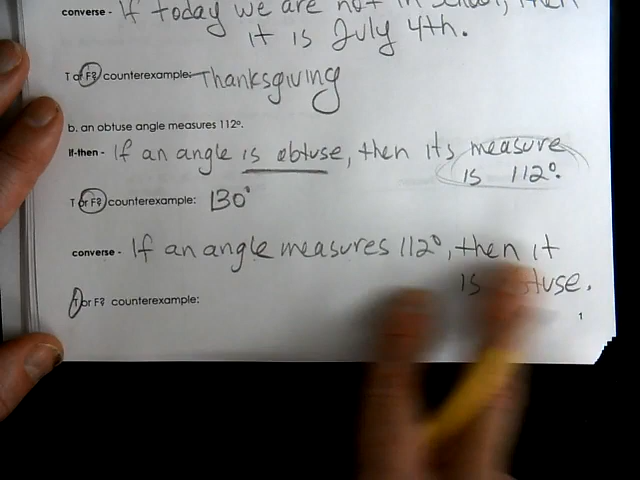 converse - If today we are not in school, then
it is July 4th.
T or F? counterexample: Thanksgiving
b. an obtuse angle measures 112°.
If-then - If an angle is obtuse, then its measure
is 112°.
T or F? counterexample: 130°
converse - If an angle measures 112°, then it
is obtuse.
T or F? counterexample:
1